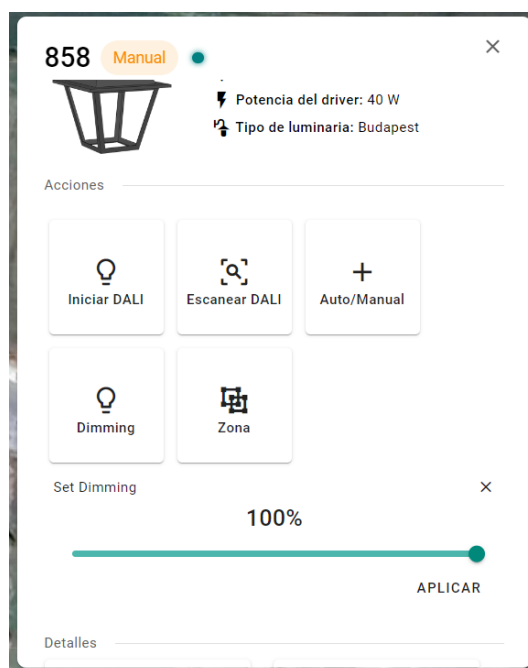 858 Manual
Potencia del driver: 40 W
Tipo de luminaria: Budapest
Acciones
Iniciar DALI
Escanear DALI
Auto/Manual
Dimming
Zona
Set Dimming
100%
APLICAR
Detalles